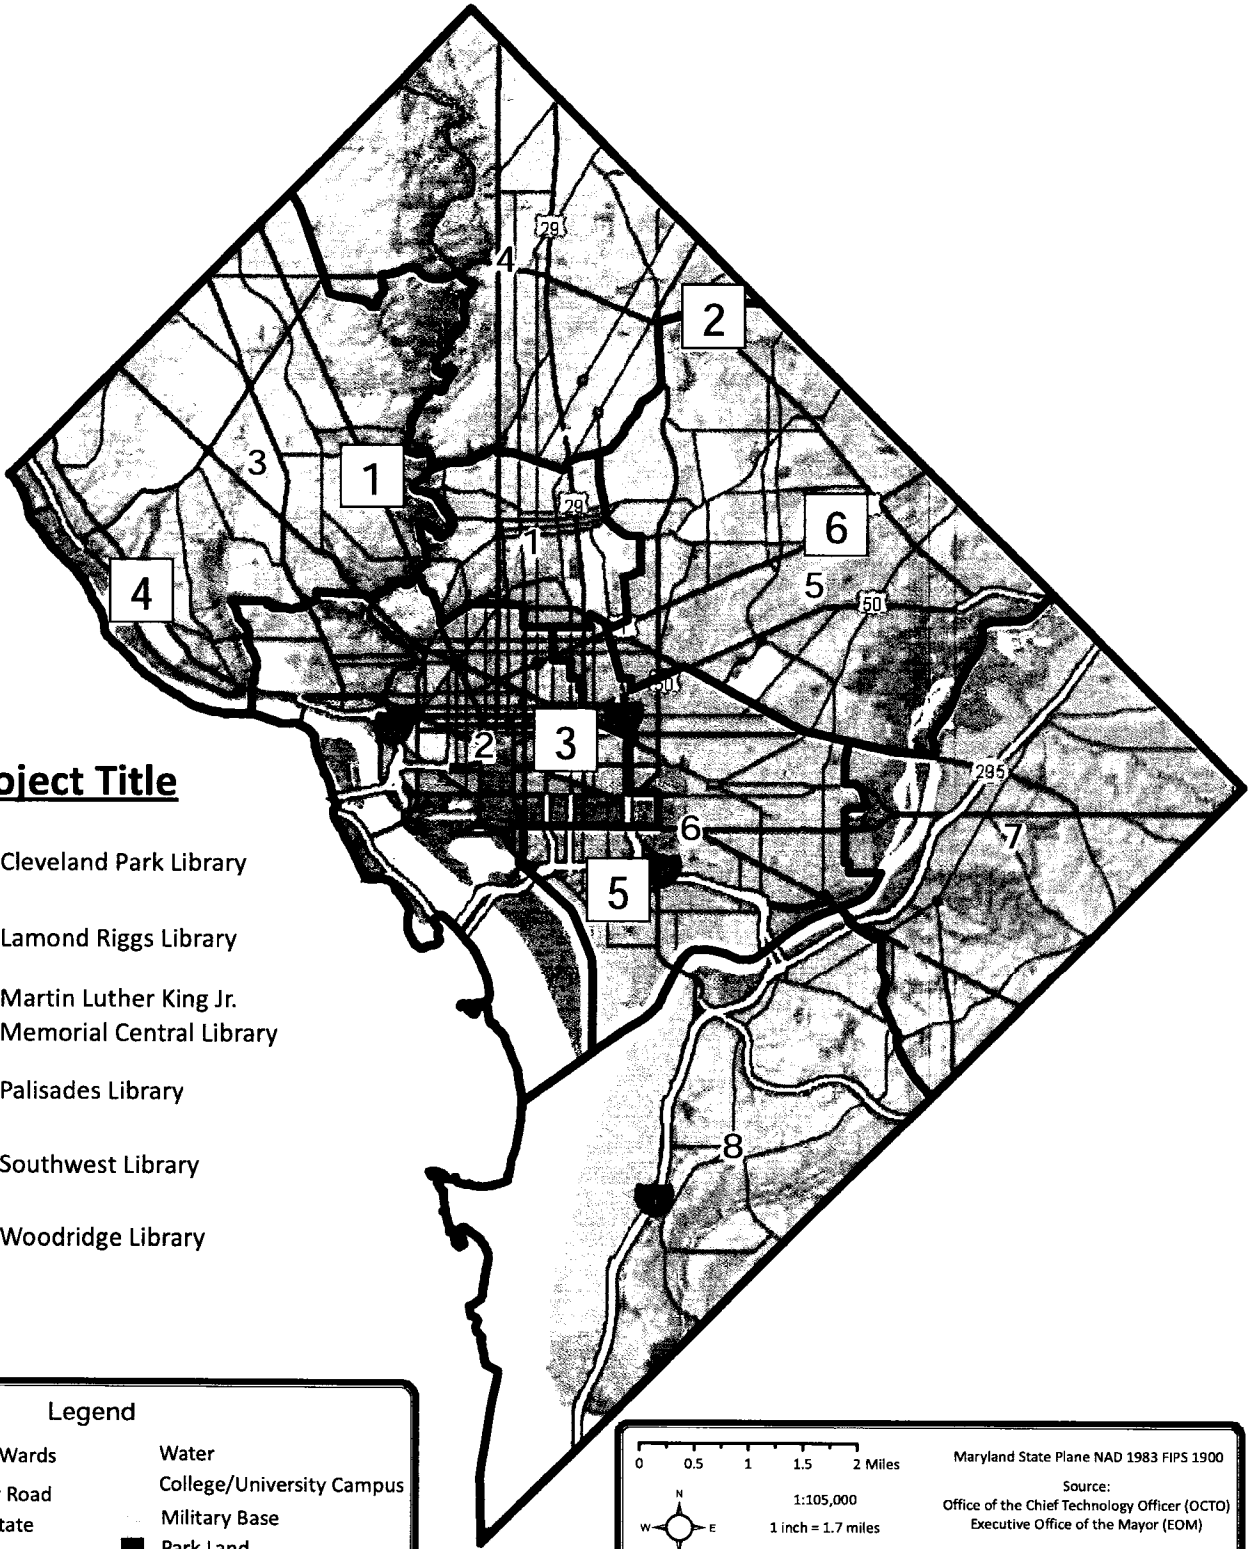 29
4
2
3
1
29
1
6
5
4
50
50
2
3
295
6
7
5
8
oject Title
Cleveland Park Library
Lamond Riggs Library
Martin Luther King Jr.
Memorial Central Library
Palisades Library
Southwest Library
Woodridge Library
Legend
Wards
Water
College/University Campus
Road
Military Base
tate
Park Land
0 0.5 1 1.5 2 Miles
N
W E
1:105,000
1 inch = 1.7 miles
Maryland State Plane NAD 1983 FIPS 1900
Source:
Office of the Chief Technology Officer (OCTO)
Executive Office of the Mayor (EOM)